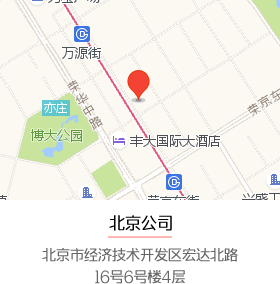 万源街
荣华中路
荣京东
亦庄
博大公园
丰大国际大酒店
北京公司
北京市经济技术开发区宏达北路
16号6号楼4层